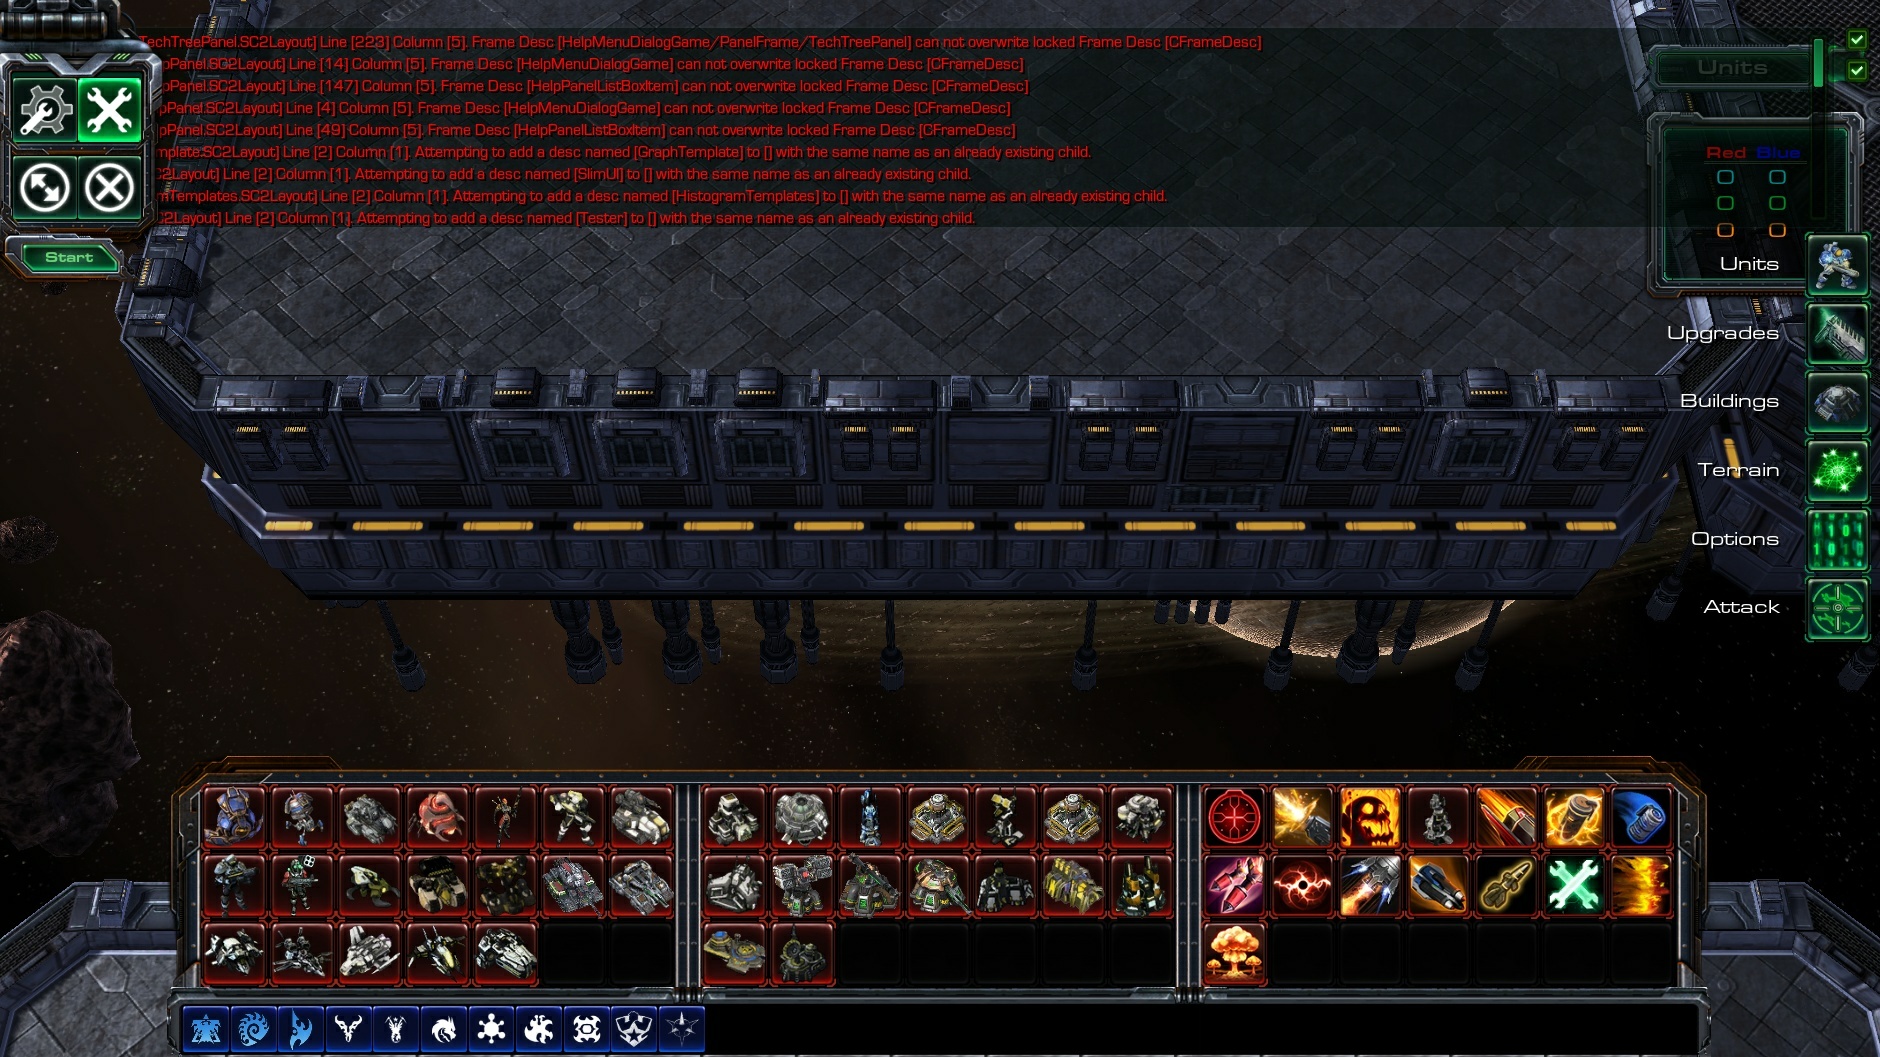 TechTreePanel.SC2Layout] Line [223] Column [5]. Frame Desc [HelpMenuDialogGame/PanelFrame/TechTreePanel] can not overwrite locked Frame Desc [CFrameDesc]
pPanel.SC2Layout] Line [14] Column [5]. Frame Desc [HelpMenuDialogGame] can not overwrite locked Frame Desc [CFrameDesc]
pPanel.SC2Layout] Line [147] Column [5]. Frame Desc [HelpPanelListBoxItem] can not overwrite locked Frame Desc [CFrameDesc]
pPanel.SC2Layout] Line [4] Column [5]. Frame Desc [HelpMenuDialogGame] can not overwrite locked Frame Desc [CFrameDesc]
pPanel.SC2Layout] Line [49] Column [5]. Frame Desc [HelpPanelListBoxItem] can not overwrite locked Frame Desc [CFrameDesc]
mplate.SC2Layout] Line [2] Column [1]. Attempting to add a desc named [GraphTemplate] to [] with the same name as an already existing child.
C2Layout] Line [2] Column [1]. Attempting to add a desc named [SlimUI] to [] with the same name as an already existing child.
mTemplates.SC2Layout] Line [2] Column [1]. Attempting to add a desc named [HistogramTemplates] to [] with the same name as an already existing child.
C2Layout] Line [2] Column [1]. Attempting to add a desc named [Tester] to [] with the same name as an already existing child.
Start
Units
Red Blue
Units
Upgrades
Buildings
Terrain
Options
Attack